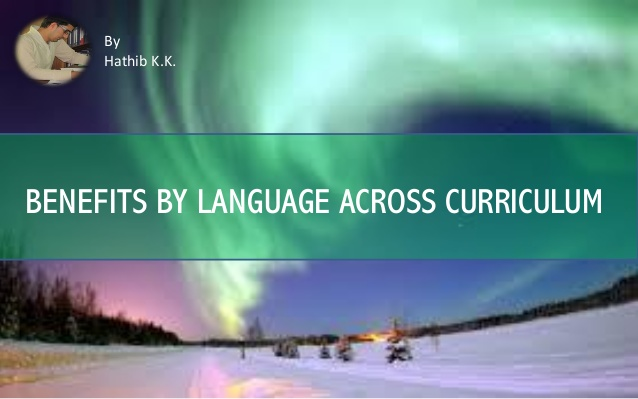 By
Hathib K.K.
BENEFITS BY LANGUAGE ACROSS CURRICULUM